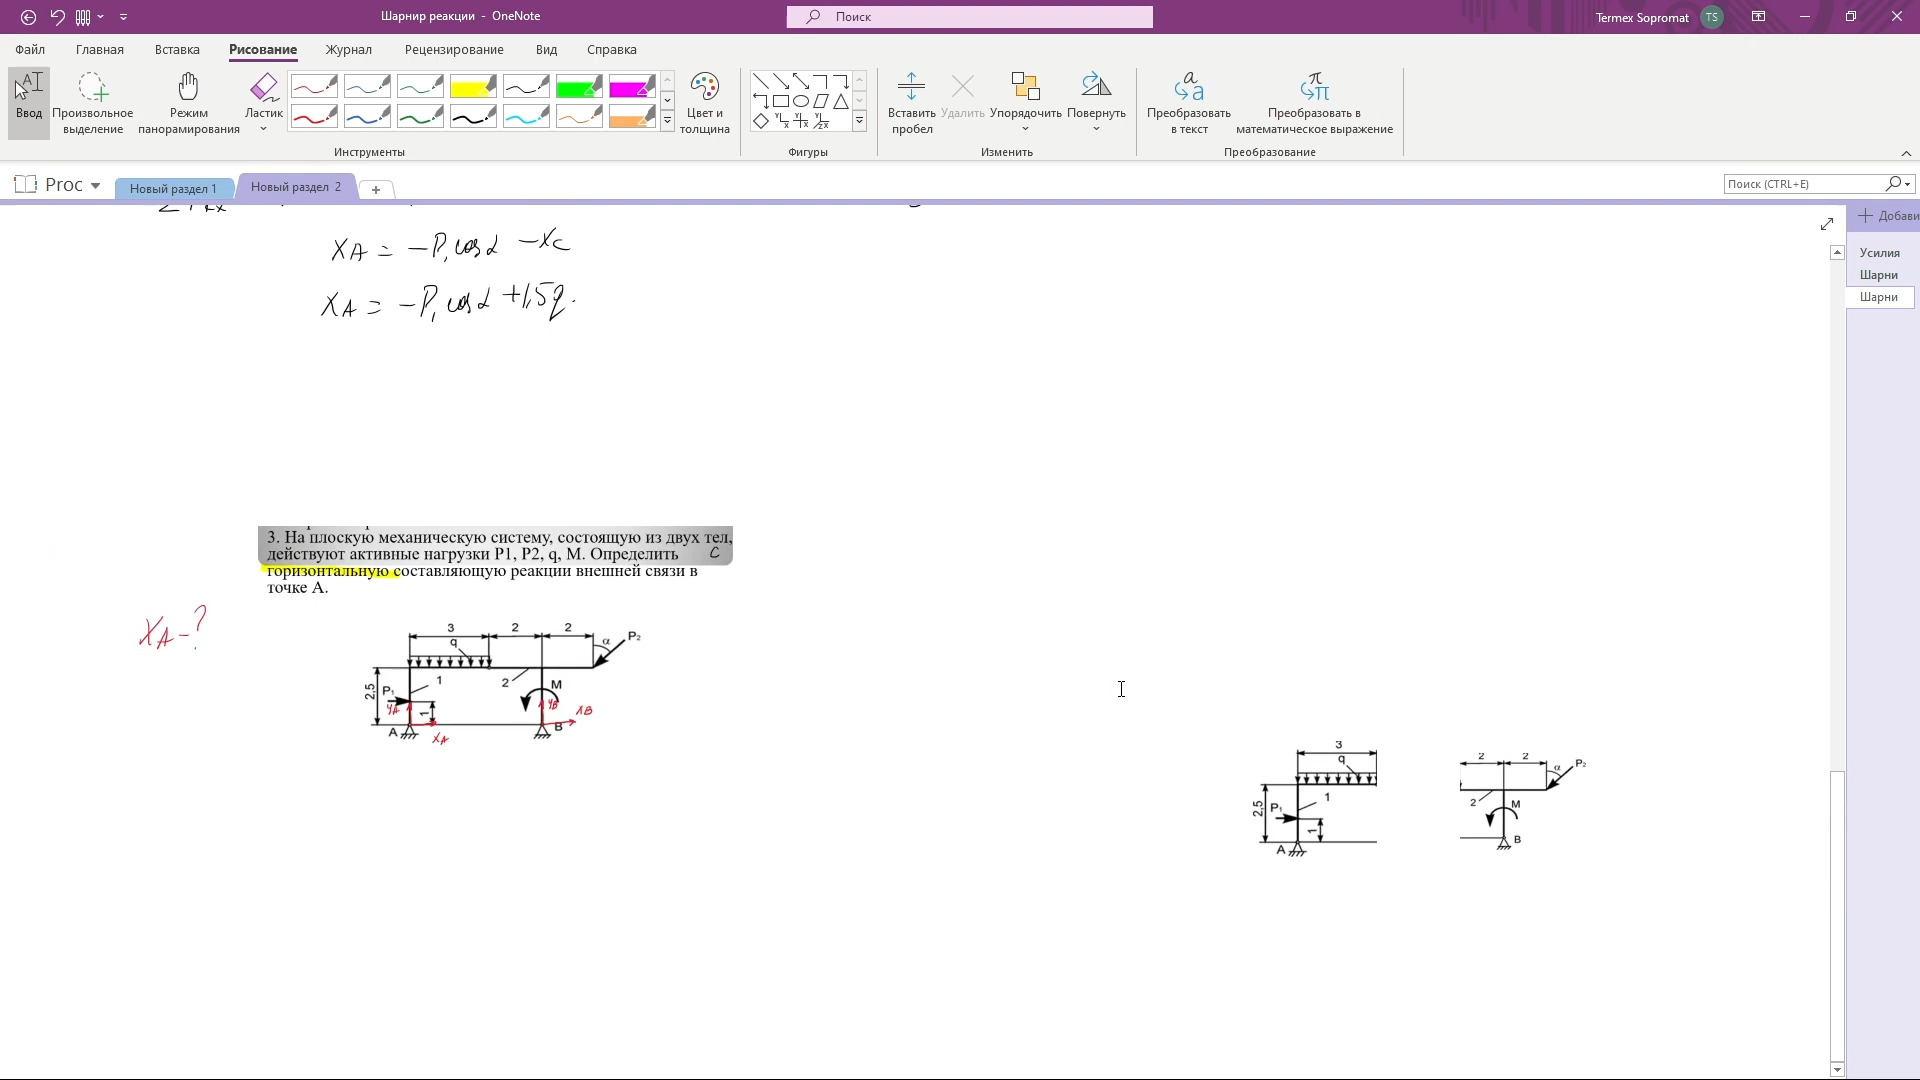 Шарнир реакции - OneNote
Поиск
Termex Sopromat
TS
Файл
Главная
Вставка
Рисование
Журнал
Рецензирование
Вид
Справка
Ввод
Произвольное выделение
Режим панорамирования
Ластик
Цвет и толщина
Вставить пробел
Удалить
Упорядочить
Повернуть
Преобразовать в текст
Преобразовать в математическое выражение
Инструменты
Фигуры
Изменить
Преобразование
Proc
Новый раздел 1
Новый раздел 2
Поиск (CTRL+E)
Добави
Усилия
Шарни
Шарни
XA = -P1 cosα -Xc
XA = -P1 cosα +1,5q.
3. На плоскую механическую систему, состоящую из двух тел,
действуют активные нагрузки P1, P2, q, M. Определить C
горизонтальную составляющую реакции внешней связи в
точке А.
XA-?
3 2 2
q α P₂
2,5 P₁ 1 2 M
YA 1 YB XB
A XA B
3
q
2,5 P₁ 1
1
A
2 2
α P₂
2 M
B